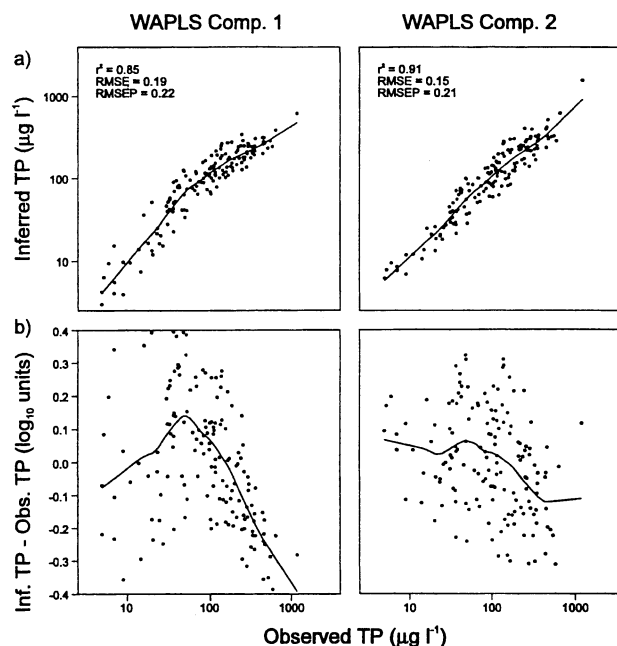 WAPLS Comp. 1
WAPLS Comp. 2
a)
r² = 0.85
RMSE = 0.19
RMSEP = 0.22
r² = 0.91
RMSE = 0.15
RMSEP = 0.21
Inferred TP (µg l⁻¹)
1000
100
10
b)
Inf. TP - Obs. TP (log₁₀ units)
0.4
0.3
0.2
0.1
0.0
-0.1
-0.2
-0.3
-0.4
10 100 1000
10 100 1000
Observed TP (µg l⁻¹)